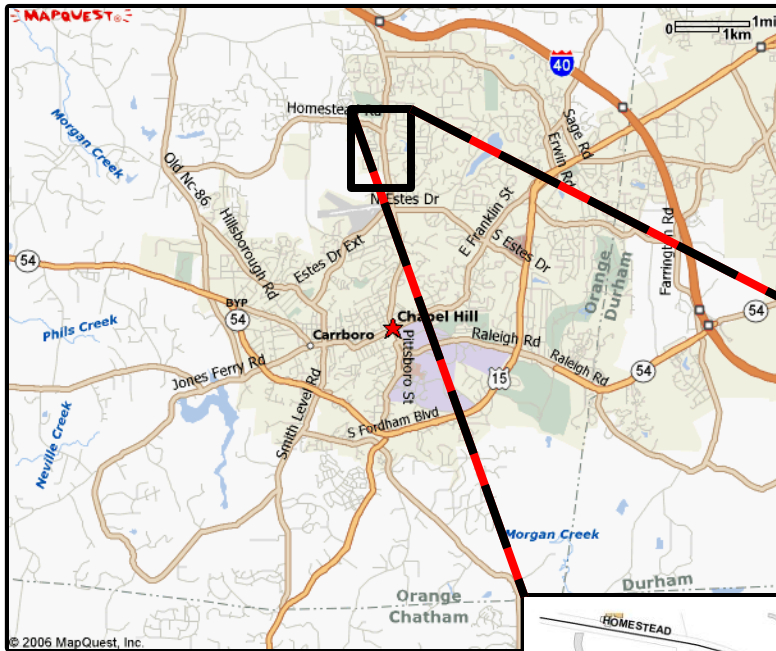 MAPQUEST
1mi
0
1km
40
Homestead Rd
Sage Rd
Morgan Creek
Erwin Rd
Old Nc-86
N Estes Dr
Hillsborough Rd
E Franklin St
Farrington Rd
Estes Dr Ext
S Estes Dr
54
Orange
Durham
BYP
54
Chapel Hill
54
Phils Creek
Carrboro
Pittsboro St
Raleigh Rd
Raleigh Rd
Jones Ferry Rd
15
54
Smith Level Rd
S Fordham Blvd
Neville Creek
Morgan Creek
Durham
Orange
Chatham
HOMESTEAD
© 2006 MapQuest, Inc.